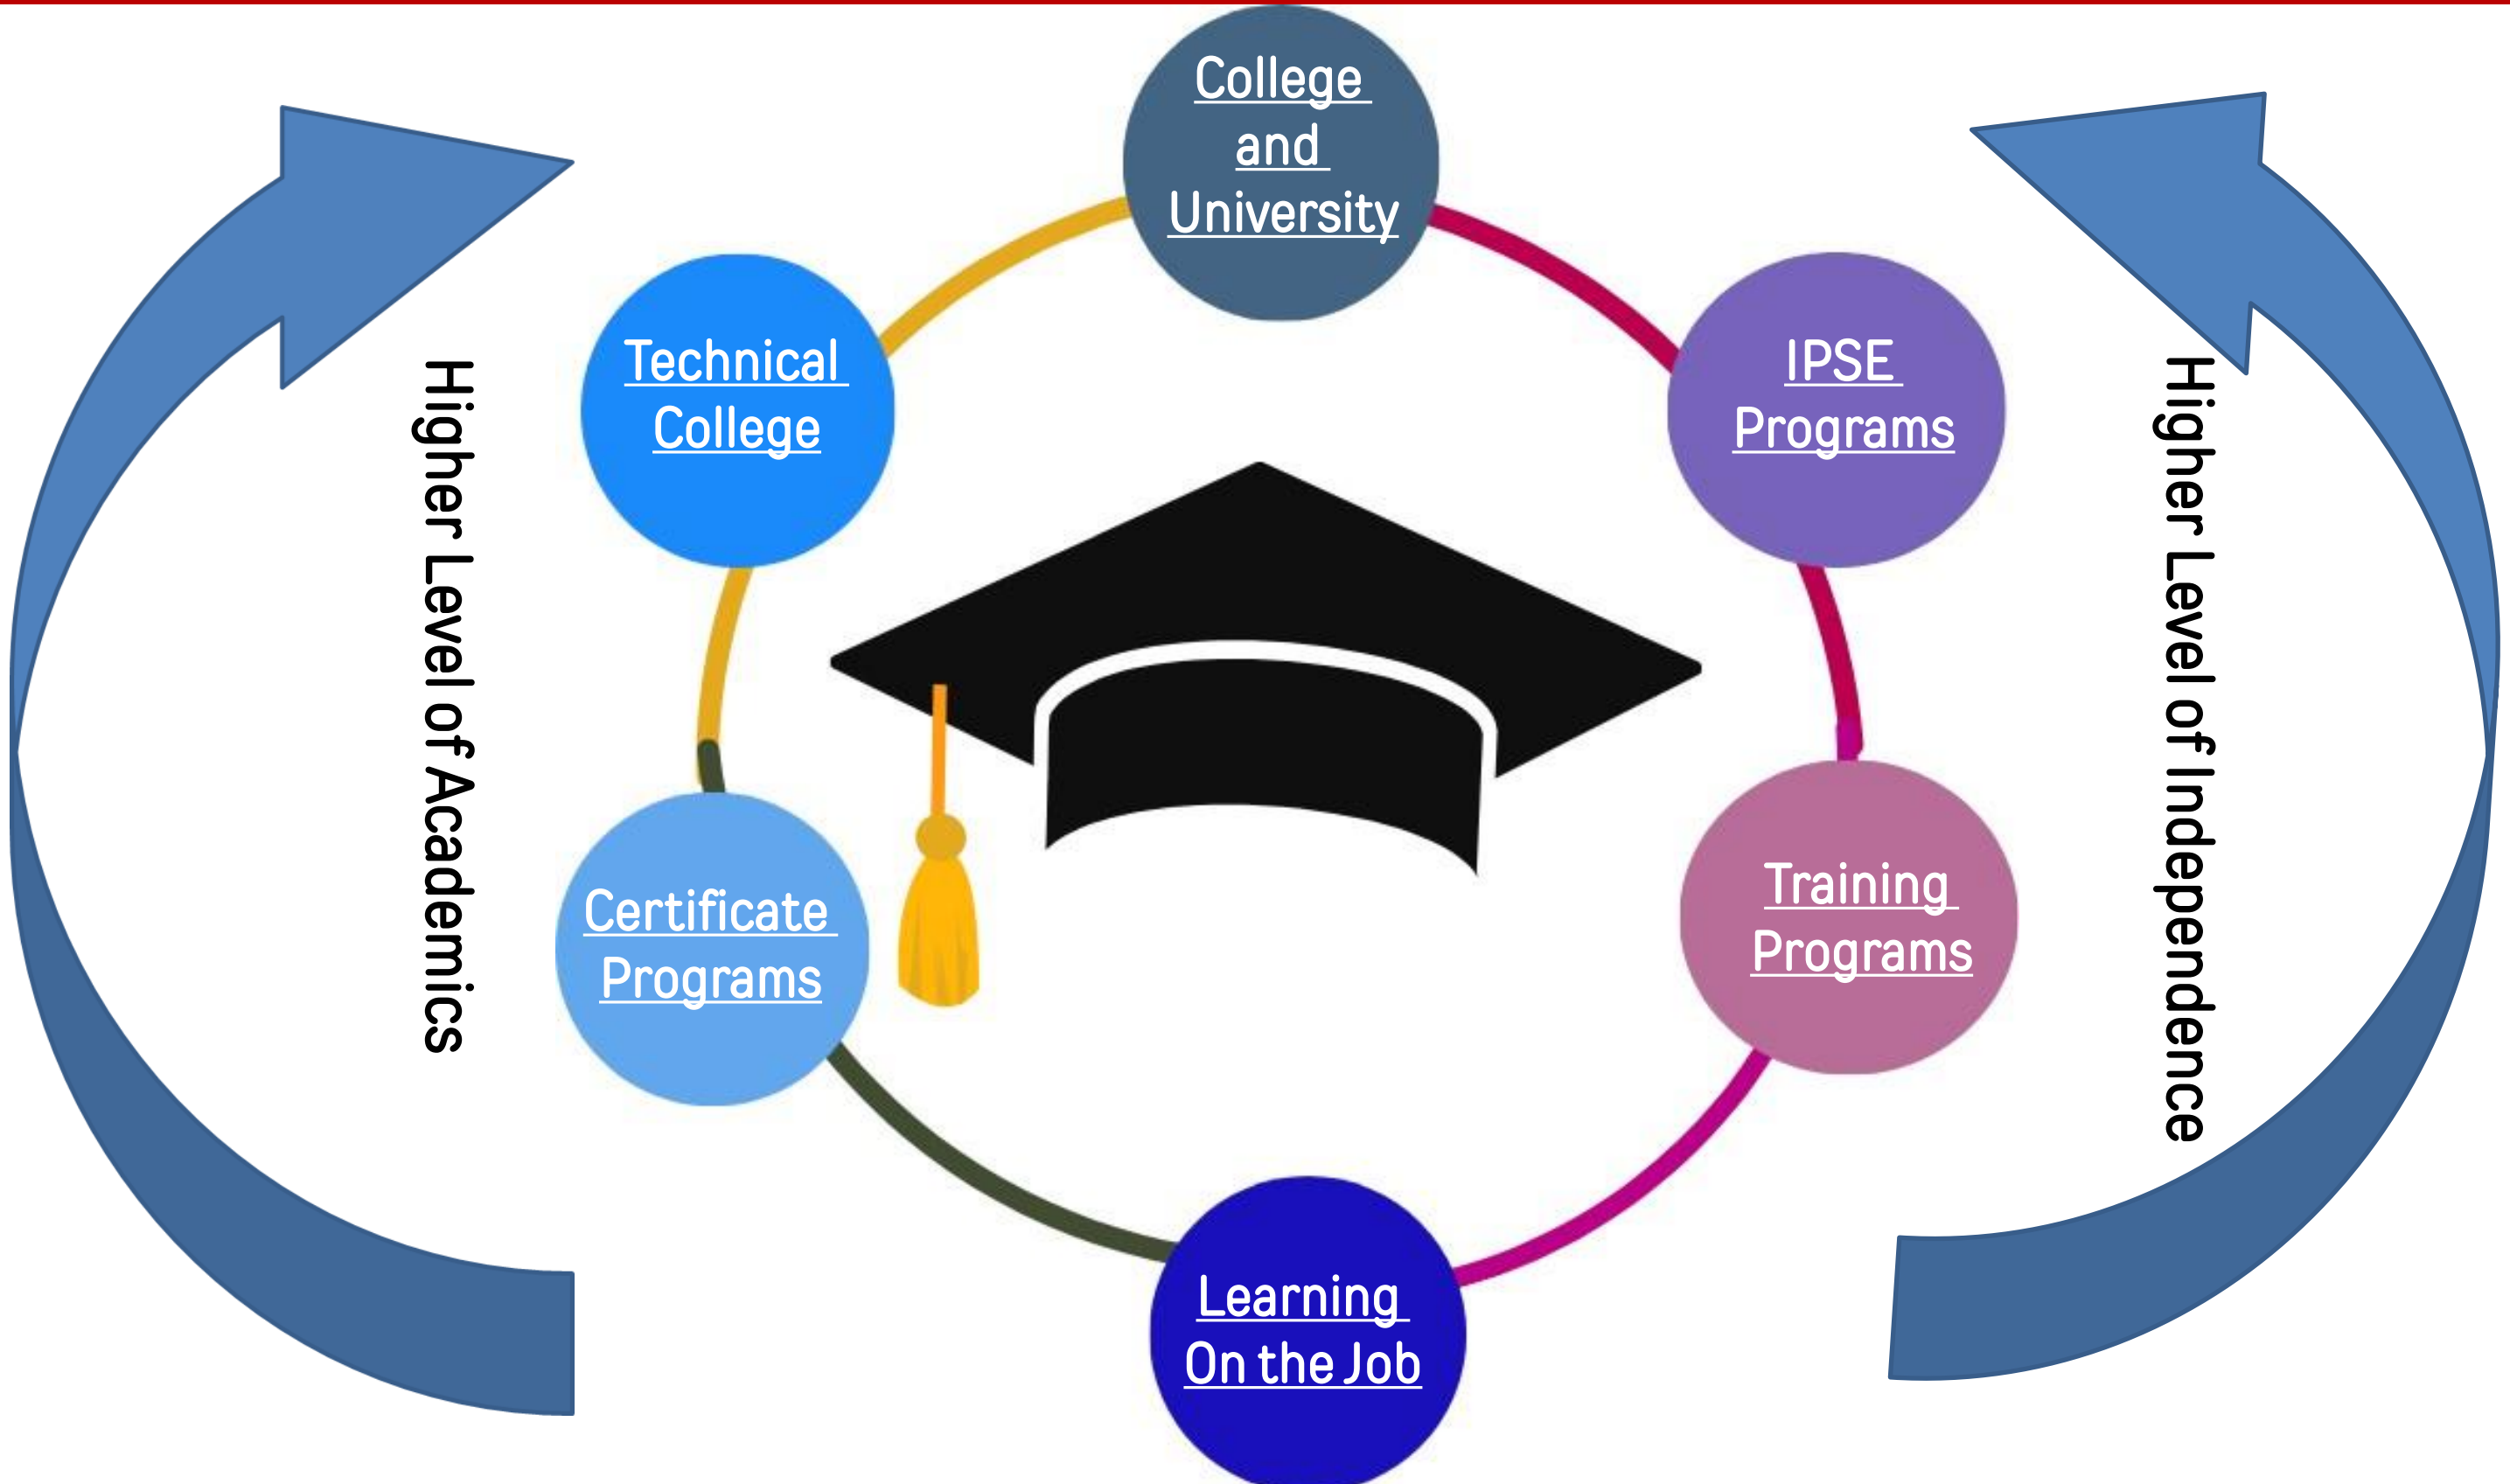 College
and
University
Technical
College
IPSE
Programs
Higher Level of Academics
Higher Level of Independence
Certificate
Programs
Training
Programs
Learning
On the Job